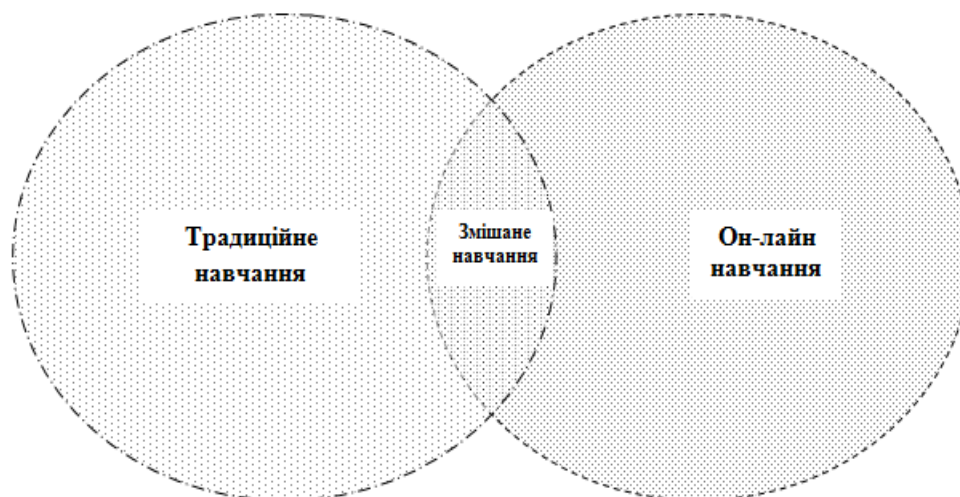 Традиційне
навчання
Змішане
навчання
Он-лайн
навчання